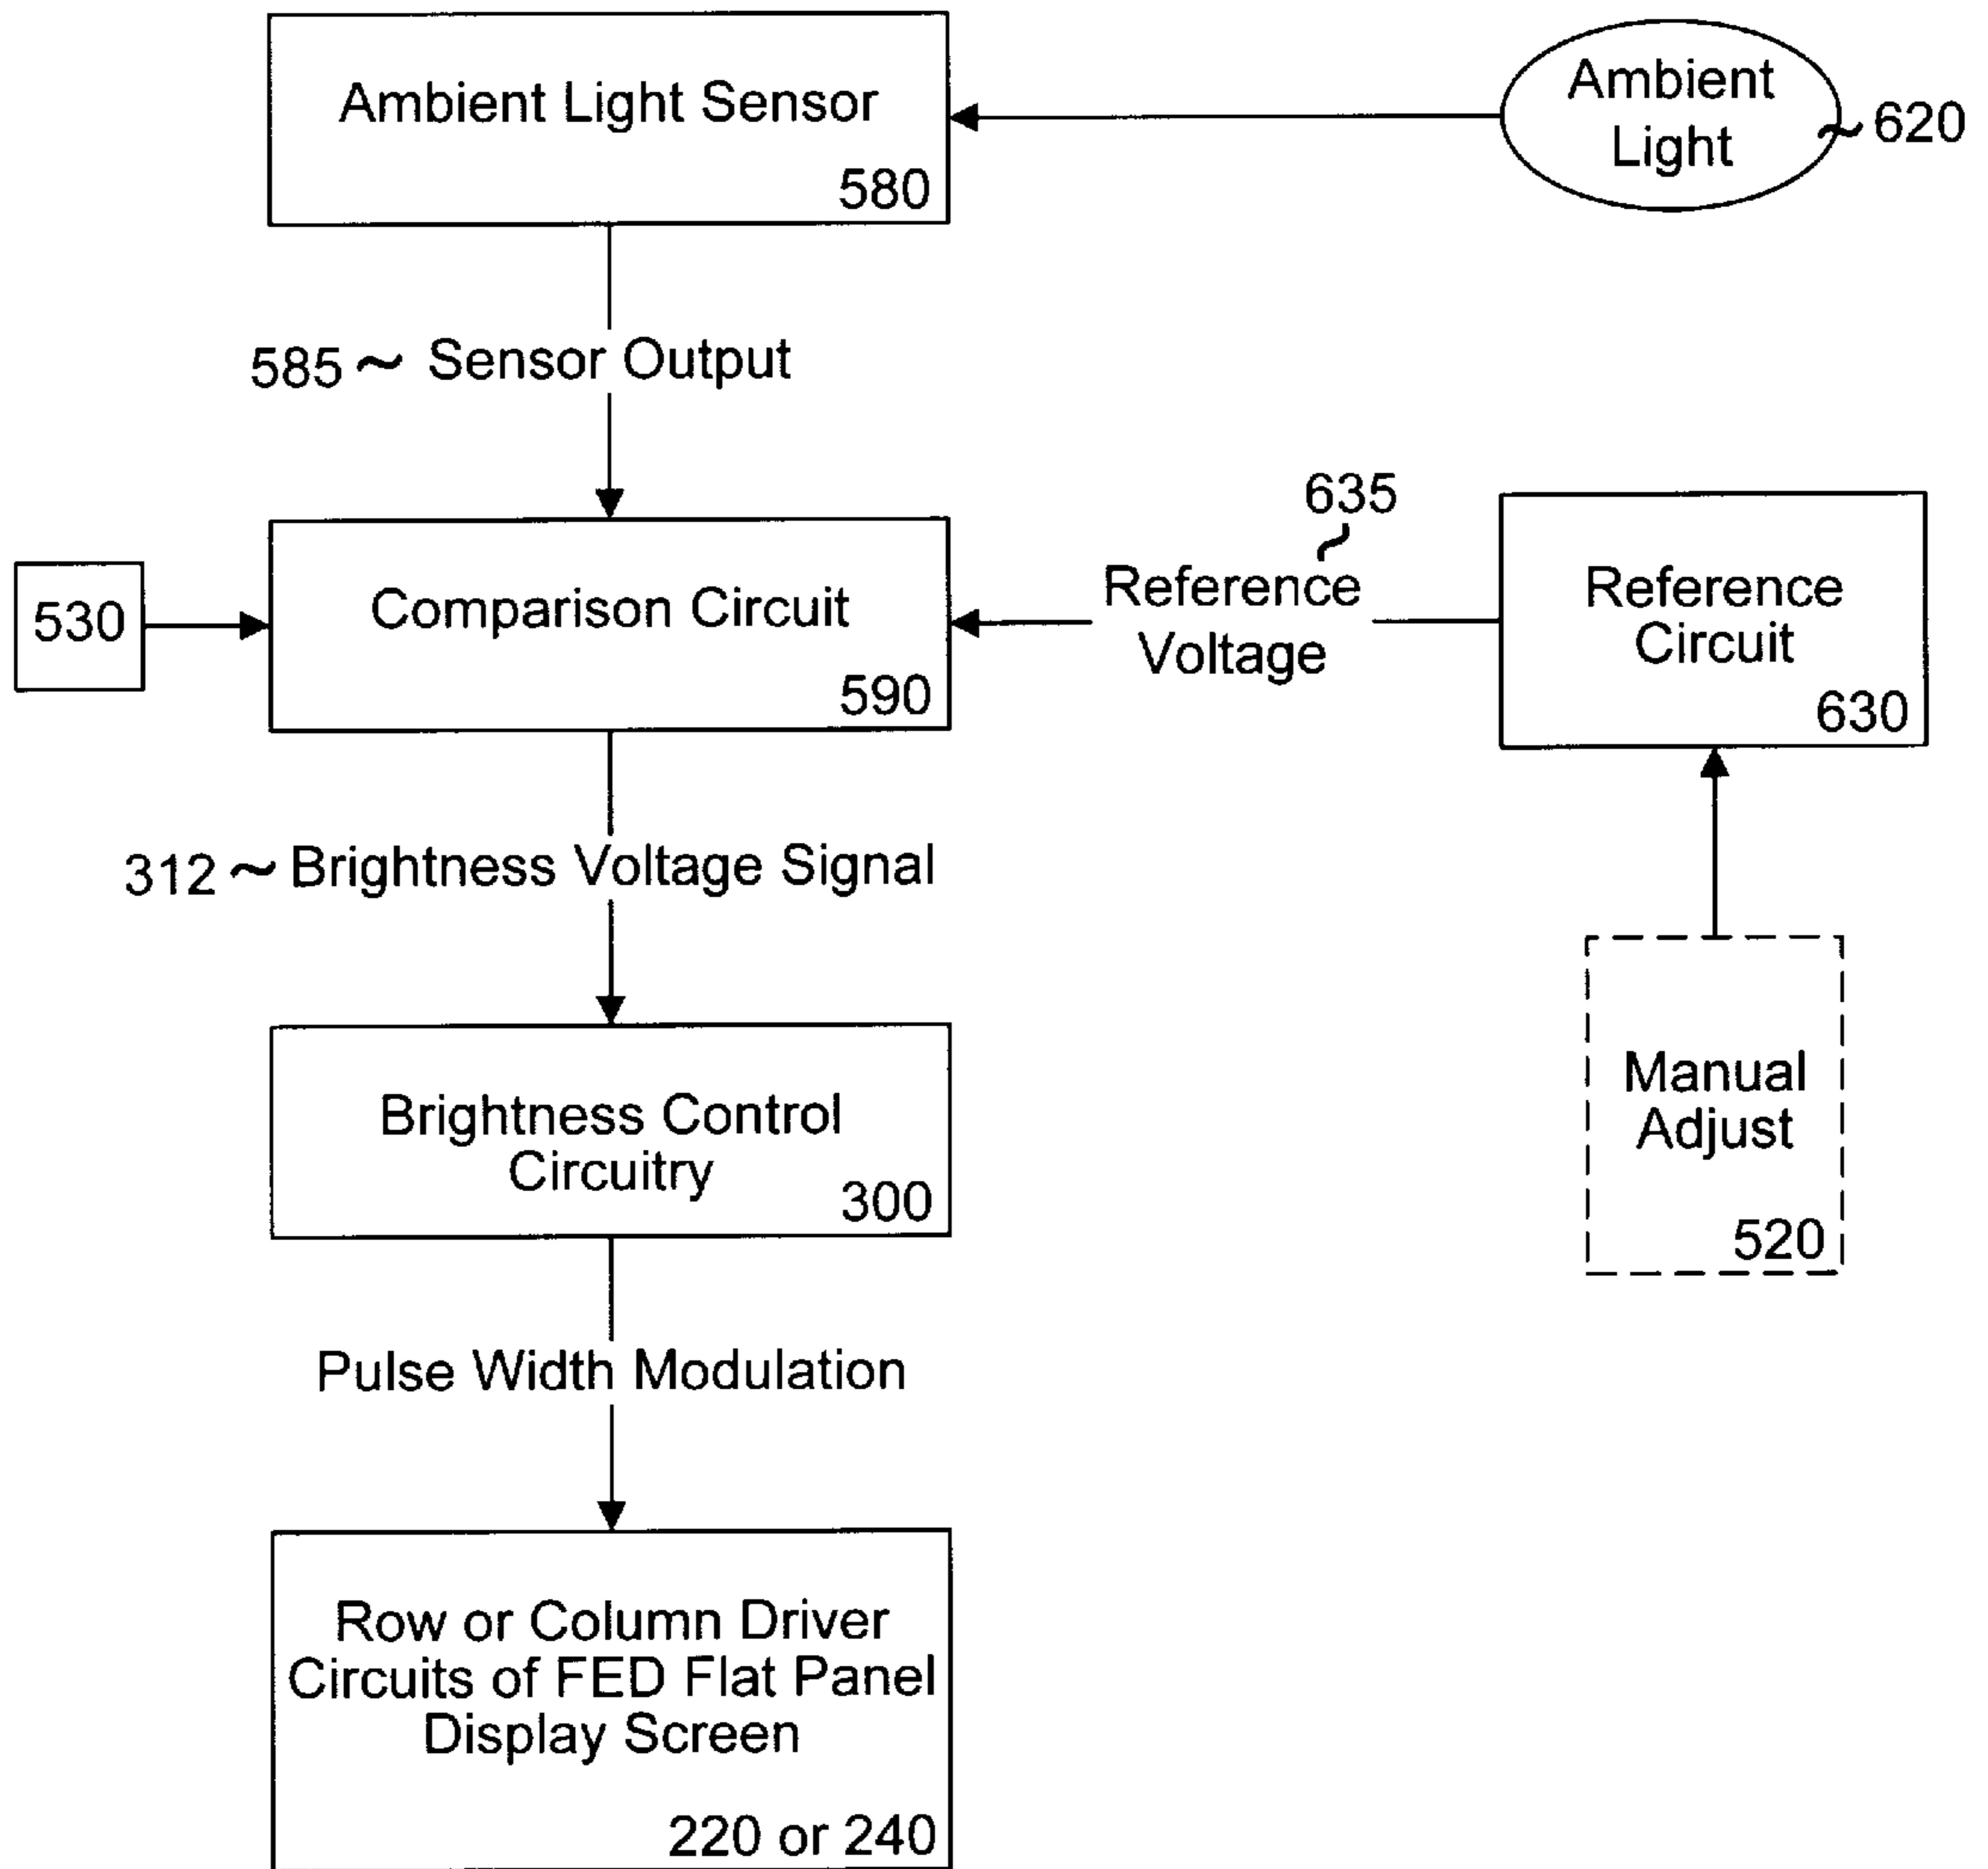 Ambient Light Sensor
580
Ambient
Light
~ 620
585 ~ Sensor Output
635
~
530
Comparison Circuit
590
Reference
Voltage
Reference
Circuit
630
312 ~ Brightness Voltage Signal
Brightness Control
Circuitry
300
Manual
Adjust
520
Pulse Width Modulation
Row or Column Driver
Circuits of FED Flat Panel
Display Screen
220 or 240